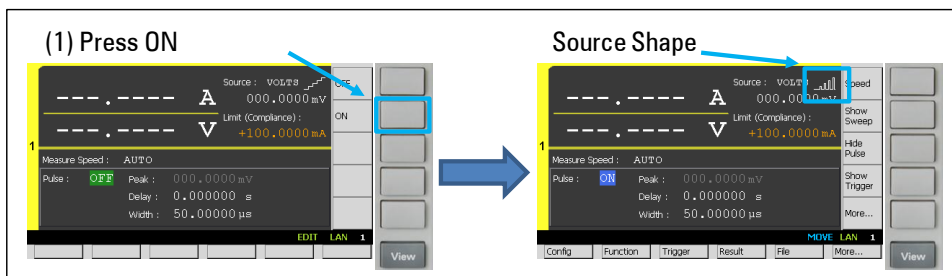 (1) Press ON
Source : VOLTS
OFF
---.---- A
000.0000 mV
Limit (Compliance) :
ON
---.---- V
+100.0000 mA
1
Measure Speed : AUTO
Pulse : OFF Peak : 000.0000 mV
Delay : 0.000000 s
Width : 50.00000 µs
EDIT LAN 1
View
Source Shape
Source : VOLTS
Speed
---.---- A
000.0000 mV
Show Sweep
Limit (Compliance) :
---.---- V
+100.0000 mA
1
Hide Pulse
Measure Speed : AUTO
Pulse : ON Peak : 000.0000 mV
Show Trigger
Delay : 0.000000 s
Width : 50.00000 µs
More...
MOVE LAN 1
Config Function Trigger Result File More...
View